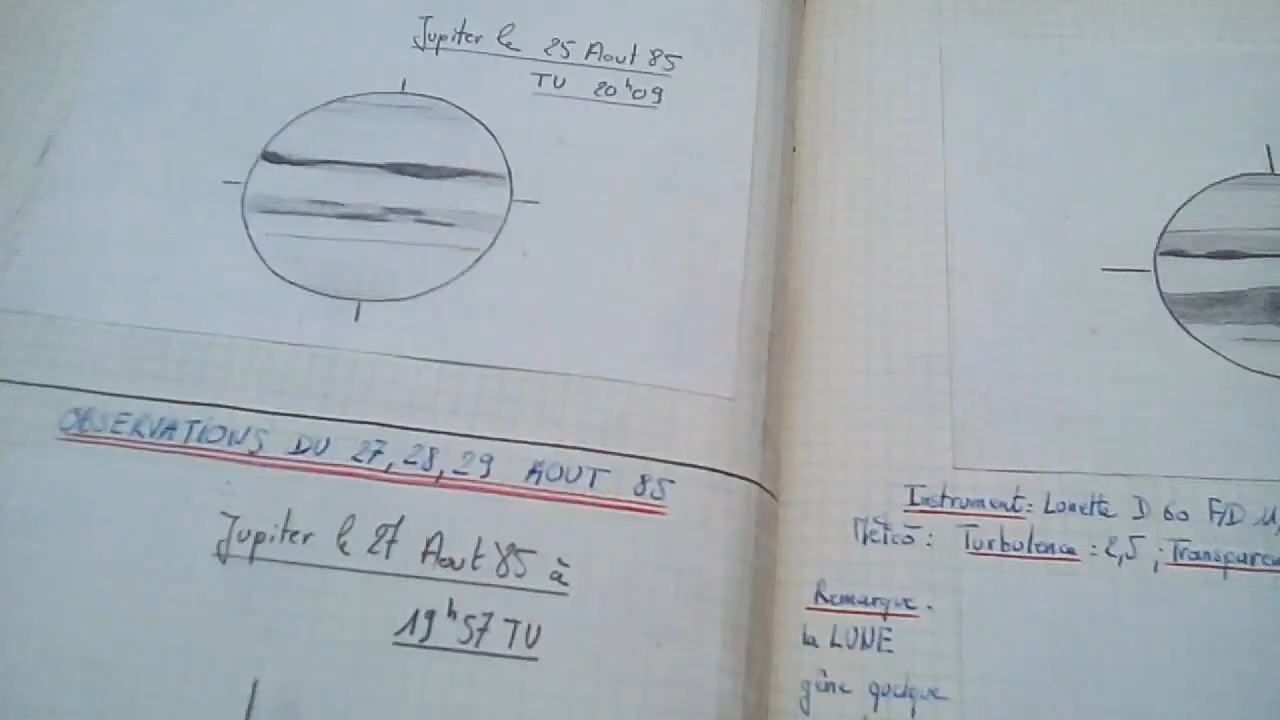 Jupiter le 25 Aout 85
TU 20h09
OBSERVATIONS DU 27, 28, 29 AOUT 85
Jupiter le 27 Aout 85 à
19h57 TU
Instrument: Lunette D 60 F/D
Météo: Turbulence: 2,5; Transparen
Remarque.
la LUNE
gêne quelque